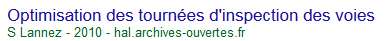 Optimisation des tournées d'inspection des voies
S Lannez - 2010 - hal.archives-ouvertes.fr